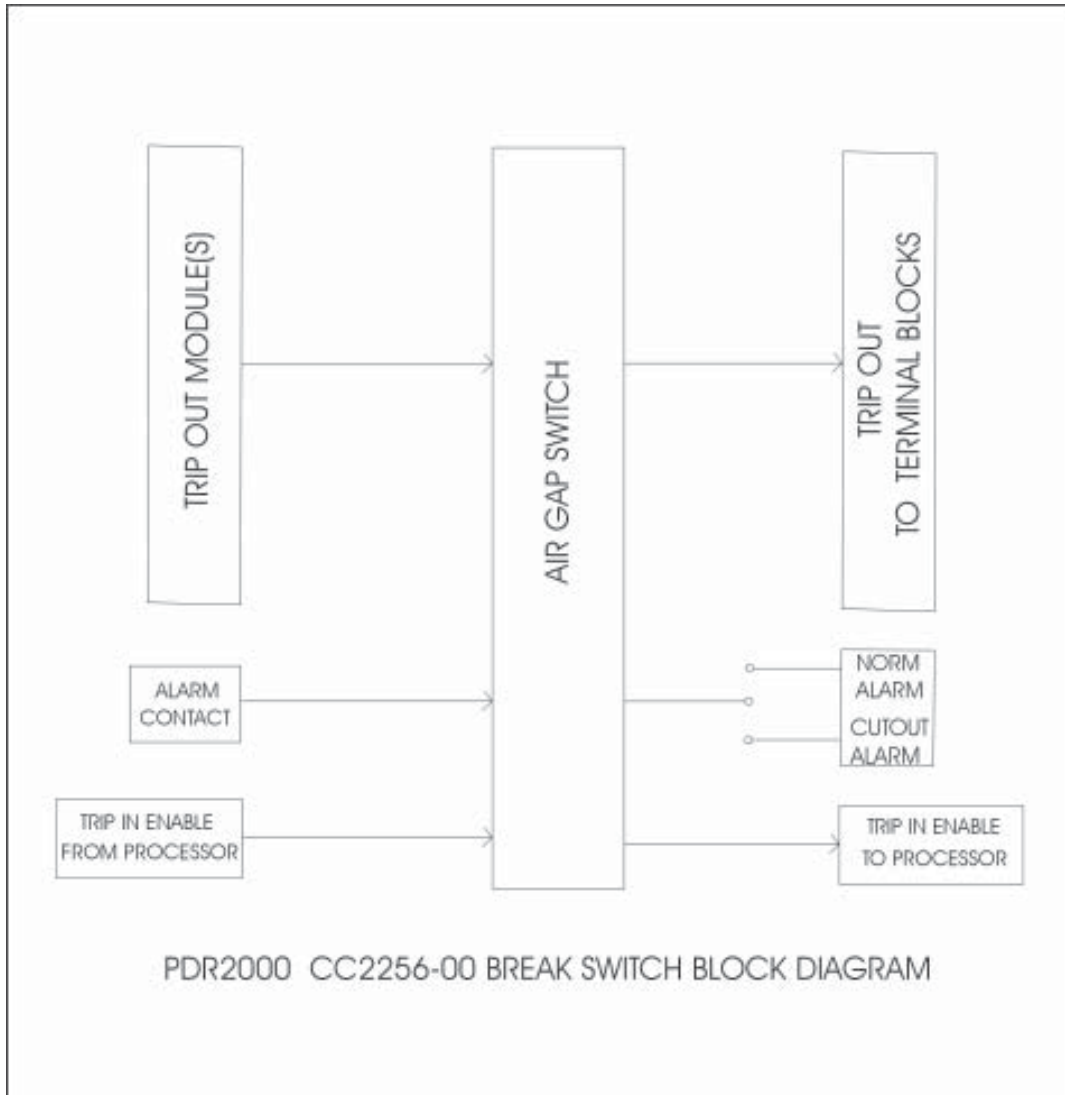 TRIP OUT MODULE(S)
AIR GAP SWITCH
TRIP OUT
TO TERMINAL BLOCKS
ALARM
CONTACT
NORM
ALARM
CUTOUT
ALARM
TRIP IN ENABLE
FROM PROCESSOR
TRIP IN ENABLE
TO PROCESSOR
PDR2000 CC2256-00 BREAK SWITCH BLOCK DIAGRAM